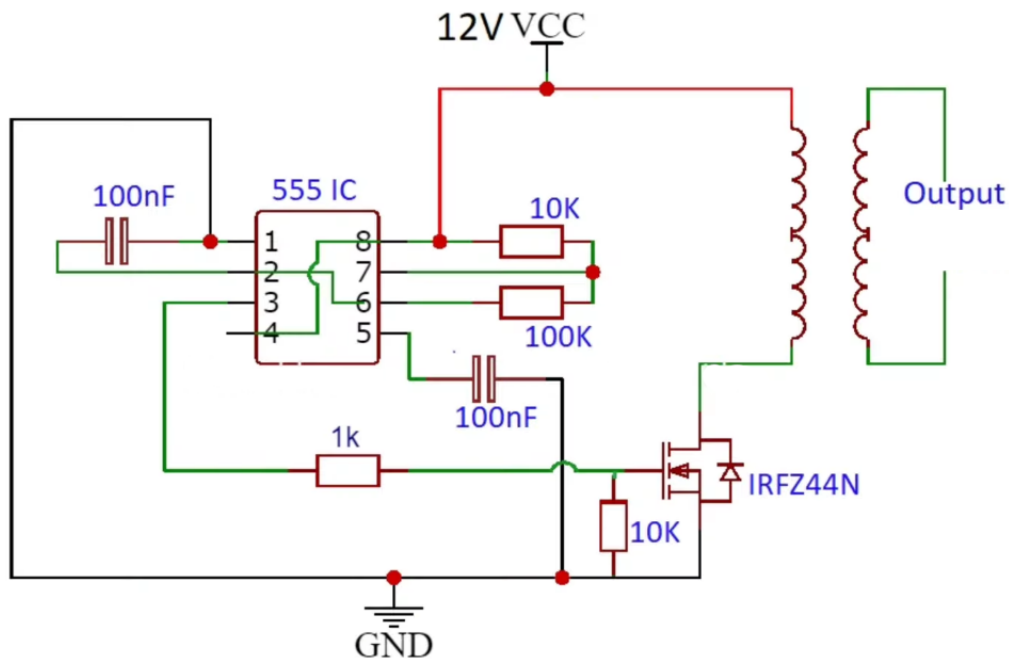 12V VCC
100nF
555 IC
10K
Output
1
8
2
7
3
6
4
5
100K
100nF
1k
IRFZ44N
10K
GND